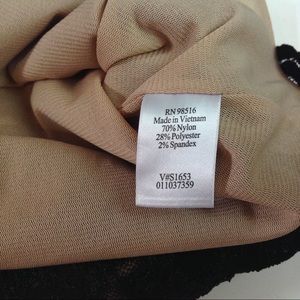 RN 98516
Made in Vietnam
70% Nylon
28% Polyester
2% Spandex
V#S1653
011037359